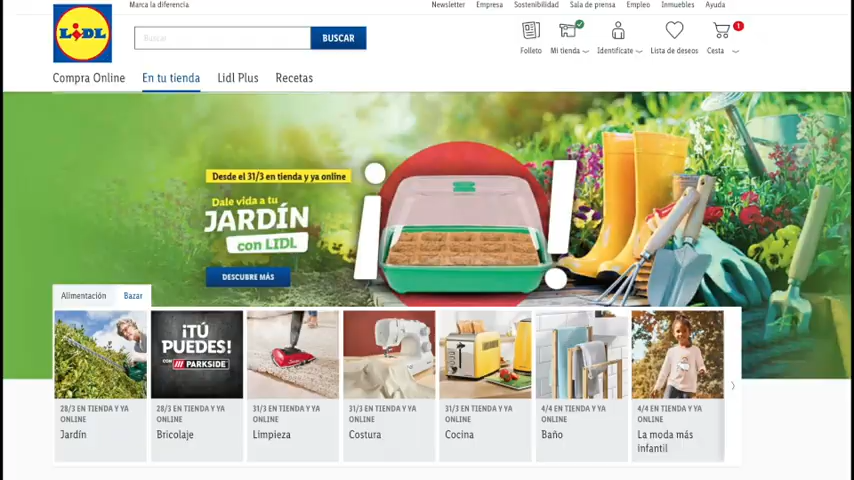 Marca la diferencia
Newsletter Empresa Sostenibilidad Sala de prensa Empleo Inmuebles Ayuda
LIDL
Buscar
BUSCAR
1
Folleto Mi tienda Identifícate Lista de deseos Cesta
Compra Online En tu tienda Lidl Plus Recetas
Desde el 31/3 en tienda y ya online
Dale vida a tu
JARDÍN
con LIDL
¡!
DESCUBRE MÁS
Alimentación Bazar
¡TÚ
PUEDES!
CON PARKSIDE
28/3 EN TIENDA Y YA
ONLINE
Jardín
28/3 EN TIENDA Y YA
ONLINE
Bricolaje
31/3 EN TIENDA Y YA
ONLINE
Limpieza
31/3 EN TIENDA Y YA
ONLINE
Costura
31/3 EN TIENDA Y YA
ONLINE
Cocina
4/4 EN TIENDA Y YA
ONLINE
Baño
4/4 EN TIENDA Y YA
ONLINE
La moda más
infantil